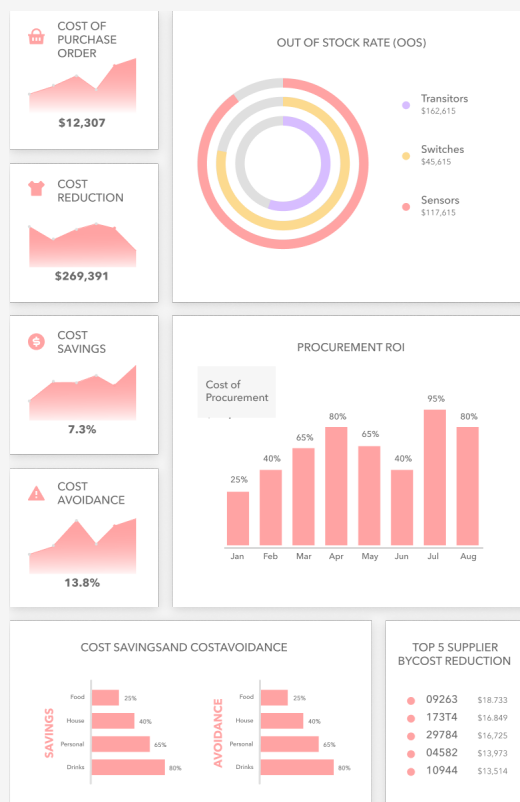 COST OF
PURCHASE
ORDER
$12,307
OUT OF STOCK RATE (OOS)
Transitors
$162,615
Switches
$45,615
Sensors
$117,615
COST
REDUCTION
$269,391
COST
SAVINGS
7.3%
PROCUREMENT ROI
Cost of
Procurement
25%
40%
65%
80%
65%
40%
95%
80%
Jan
Feb
Mar
Apr
May
Jun
Jul
Aug
COST
AVOIDANCE
13.8%
COST SAVINGSAND COSTAVOIDANCE
SAVINGS
Food
25%
House
40%
Personal
65%
Drinks
80%
AVOIDANCE
Food
25%
House
40%
Personal
65%
Drinks
80%
TOP 5 SUPPLIER
BYCOST REDUCTION
09263 $18.733
173T4 $16.849
29784 $16,725
04582 $13,973
10944 $13,514